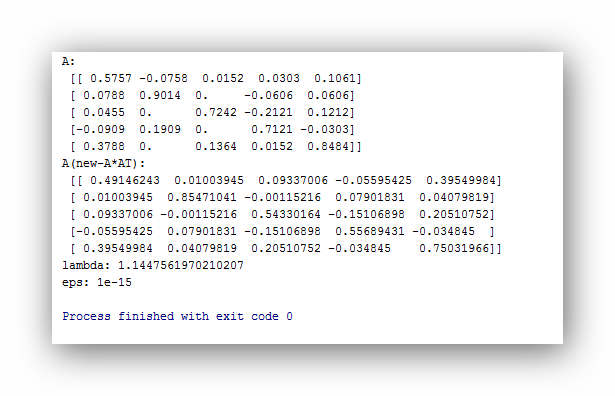 A:
[[ 0.5757 -0.0758  0.0152  0.0303  0.1061]
[ 0.0788  0.9014  0.     -0.0606  0.0606]
[ 0.0455  0.      0.7242 -0.2121  0.1212]
[-0.0909  0.1909  0.      0.7121 -0.0303]
[ 0.3788  0.      0.1364  0.0152  0.8484]]
A(new-A*AT):
[[ 0.49146243  0.01003945  0.09337006 -0.05595425  0.39549984]
[ 0.01003945  0.85471041 -0.00115216  0.07901831  0.04079819]
[ 0.09337006 -0.00115216  0.54330164 -0.15106898  0.20510752]
[-0.05595425  0.07901831 -0.15106898  0.55689431 -0.034845  ]
[ 0.39549984  0.04079819  0.20510752 -0.034845    0.75031966]]
lambda: 1.1447561970210207
eps: 1e-15
Process finished with exit code 0